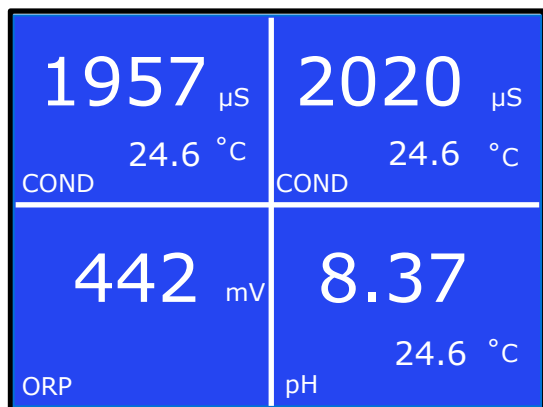 1957 µS
24.6 °C
COND
2020 µS
24.6 °C
COND
442 mV
ORP
8.37
24.6 °C
pH